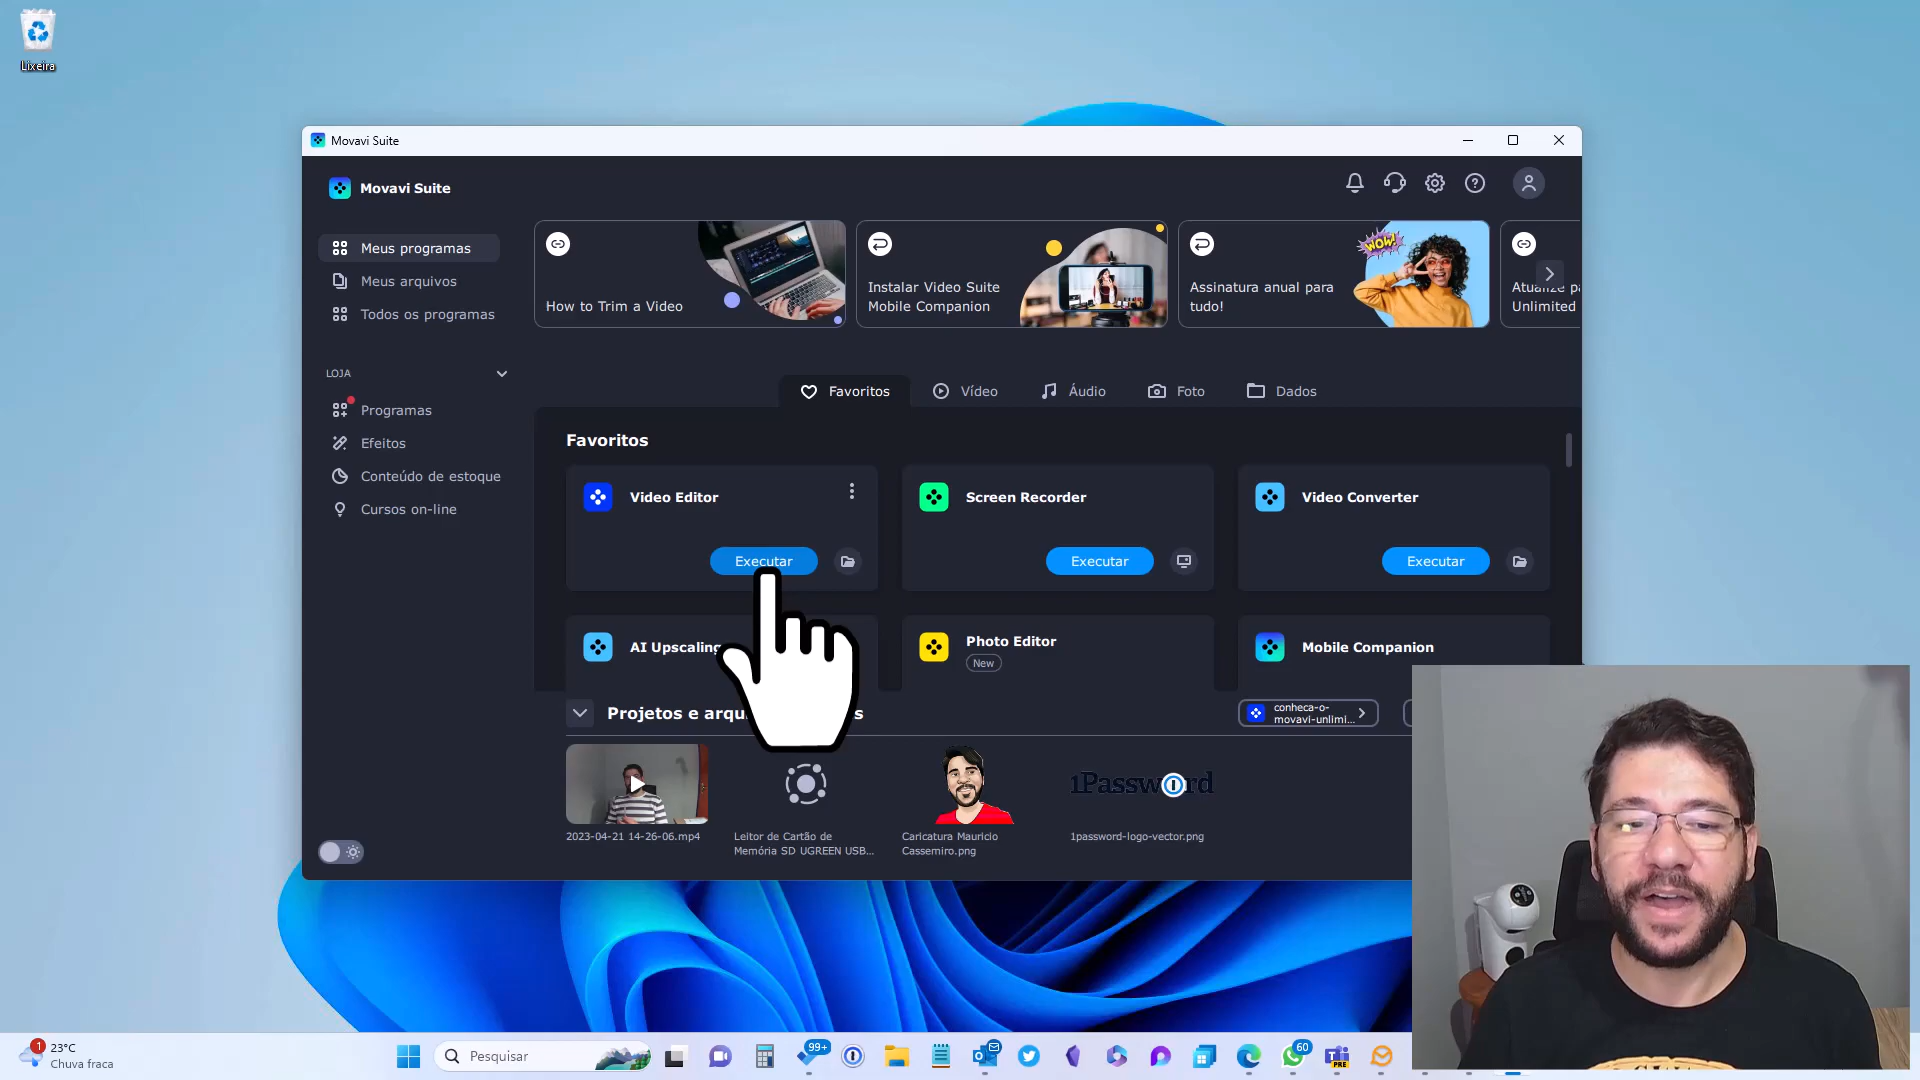 Lixeira
Movavi Suite
Movavi Suite
Meus programas
Meus arquivos
Todos os programas
LOJA
Programas
Efeitos
Conteúdo de estoque
Cursos on-line
How to Trim a Video
Instalar Video Suite
Mobile Companion
WOW!
Assinatura anual para
tudo!
Atualize pa
Unlimited
Favoritos
Vídeo
Áudio
Foto
Dados
Favoritos
Video Editor
Executar
Screen Recorder
Executar
Video Converter
Executar
AI Upscaling
Photo Editor
New
Mobile Companion
Projetos e arqu
s
conheca-o-
movavi-unlimi...
2023-04-21 14-26-06.mp4
Leitor de Cartão de
Memória SD UGREEN USB...
Caricatura Mauricio
Cassemiro.png
1Password
1password-logo-vector.png
1
23°C
Chuva fraca
Pesquisar
99+
60
PRE